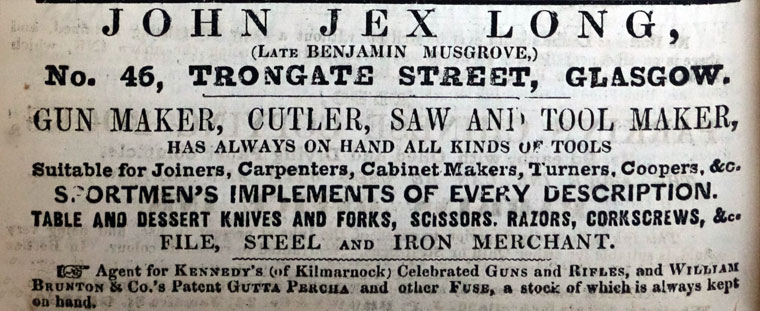 JOHN JEX LONG,
(LATE BENJAMIN MUSGROVE,)
No. 46, TRONGATE STREET, GLASGOW.
GUN MAKER, CUTLER, SAW AND TOOL MAKER,
HAS ALWAYS ON HAND ALL KINDS OF TOOLS
Suitable for Joiners, Carpenters, Cabinet Makers, Turners, Coopers, &c.
SPORTMEN'S IMPLEMENTS OF EVERY DESCRIPTION.
TABLE AND DESSERT KNIVES AND FORKS, SCISSORS, RAZORS, CORKSCREWS, &c.
FILE, STEEL AND IRON MERCHANT.
☞ Agent for KENNEDY'S (of Kilmarnock) Celebrated GUNS and RIFLES, and WILLIAM
BRUNTON & Co.'s Patent GUTTA PERCHA and other FUSE, a stock of which is always kept
on hand.